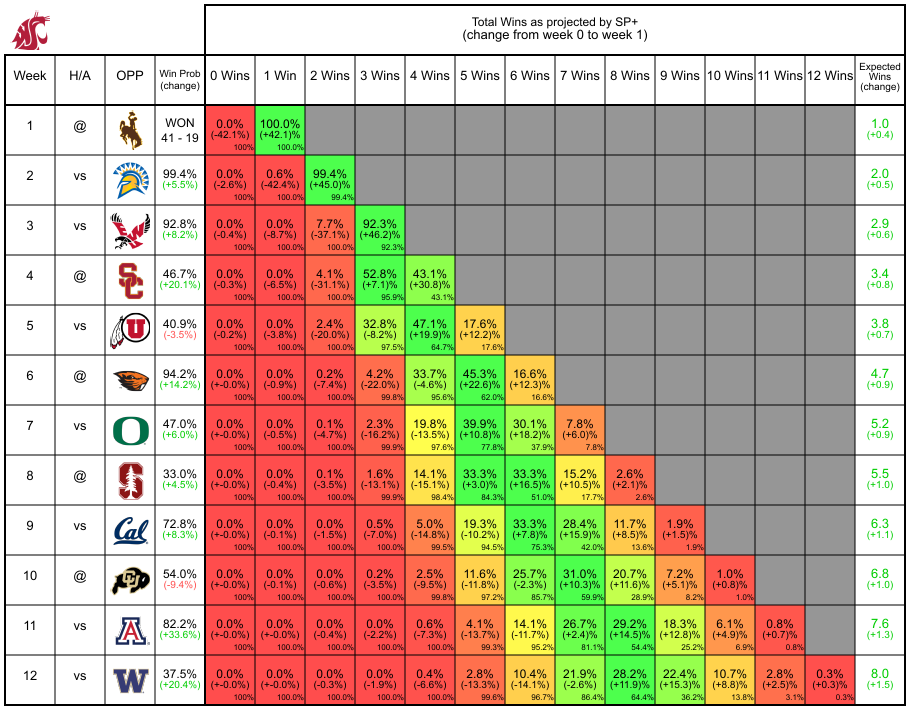 Total Wins as projected by SP+
(change from week 0 to week 1)
Week H/A OPP Win Prob (change) 0 Wins 1 Win 2 Wins 3 Wins 4 Wins 5 Wins 6 Wins 7 Wins 8 Wins 9 Wins 10 Wins 11 Wins 12 Wins Expected Wins (change)
1 @ WON 0.0% 100.0% 1.0
41 - 19 (-42.1%) (+42.1)% (+0.4)
100% 100.0%
2 vs 99.4% 0.0% 0.6% 99.4% 2.0
(+5.5%) (-2.6%) (-42.4%) (+45.0)% (+0.5)
100% 100.0% 99.4%
3 vs 92.8% 0.0% 0.0% 7.7% 92.3% 2.9
(+8.2%) (-0.4%) (-8.7%) (-37.1%) (+46.2)% (+0.6)
100% 100.0% 100.0% 92.3%
4 @ SC 46.7% 0.0% 0.0% 4.1% 52.8% 43.1% 3.4
(+20.1%) (-0.3%) (-6.5%) (-31.1%) (+7.1)% (+30.8)% (+0.8)
100% 100.0% 100.0% 95.9% 43.1%
5 vs U 40.9% 0.0% 0.0% 2.4% 32.8% 47.1% 17.6% 3.8
(-3.5%) (-0.2%) (-3.8%) (-20.0%) (-8.2%) (+19.9)% (+12.2)% (+0.7)
100% 100.0% 100.0% 97.5% 64.7% 17.6%
6 @ 94.2% 0.0% 0.0% 0.2% 4.2% 33.7% 45.3% 16.6% 4.7
(+14.2%) (+-0.0%) (-0.9%) (-7.4%) (-22.0%) (-4.6%) (+22.6)% (+12.3)% (+0.9)
100% 100.0% 100.0% 99.8% 95.6% 62.0% 16.6%
7 vs O 47.0% 0.0% 0.0% 0.1% 2.3% 19.8% 39.9% 30.1% 7.8% 5.2
(+6.0%) (+-0.0%) (-0.5%) (-4.7%) (-16.2%) (-13.5%) (+10.8)% (+18.2)% (+6.0)% (+0.9)
100% 100.0% 100.0% 99.9% 97.6% 77.8% 37.9% 7.8%
8 @ S 33.0% 0.0% 0.0% 0.1% 1.6% 14.1% 33.3% 33.3% 15.2% 2.6% 5.5
(+4.5%) (+-0.0%) (-0.4%) (-3.5%) (-13.1%) (-15.1%) (+3.0)% (+16.5)% (+10.5)% (+2.1)% (+1.0)
100% 100.0% 100.0% 99.9% 98.4% 84.3% 51.0% 17.7% 2.6%
9 vs Cal 72.8% 0.0% 0.0% 0.0% 0.5% 5.0% 19.3% 33.3% 28.4% 11.7% 1.9% 6.3
(+8.3%) (+-0.0%) (-0.1%) (-1.5%) (-7.0%) (-14.8%) (-10.2%) (+7.8)% (+15.9)% (+8.5)% (+1.5)% (+1.1)
100% 100.0% 100.0% 100.0% 99.5% 94.5% 75.3% 42.0% 13.6% 1.9%
10 @ CU 54.0% 0.0% 0.0% 0.0% 0.2% 2.5% 11.6% 25.7% 31.0% 20.7% 7.2% 1.0% 6.8
(-9.4%) (+-0.0%) (-0.1%) (-0.6%) (-3.5%) (-9.5%) (-11.8%) (-2.3%) (+10.3)% (+11.6)% (+5.1)% (+0.8)% (+1.0)
100% 100.0% 100.0% 100.0% 99.8% 97.2% 85.7% 59.9% 28.9% 8.2% 1.0%
11 vs A 82.2% 0.0% 0.0% 0.0% 0.0% 0.6% 4.1% 14.1% 26.7% 29.2% 18.3% 6.1% 0.8% 7.6
(+33.6%) (+-0.0%) (+-0.0%) (-0.4%) (-2.2%) (-7.3%) (-13.7%) (-11.7%) (+2.4)% (+14.5)% (+12.8)% (+4.9)% (+0.7)% (+1.3)
100% 100.0% 100.0% 100.0% 100.0% 99.3% 95.2% 81.1% 54.4% 25.2% 6.9% 0.8%
12 vs W 37.5% 0.0% 0.0% 0.0% 0.0% 0.4% 2.8% 10.4% 21.9% 28.2% 22.4% 10.7% 2.8% 0.3% 8.0
(+20.4%) (+-0.0%) (-0.0%) (-0.3%) (-1.9%) (-6.6%) (-13.3%) (-14.1%) (-2.6%) (+11.9)% (+15.3)% (+8.8)% (+2.5)% (+0.3)% (+1.5)
100% 100.0% 100.0% 100.0% 100.0% 99.6% 96.7% 86.4% 64.4% 36.2% 13.8% 3.1% 0.3%